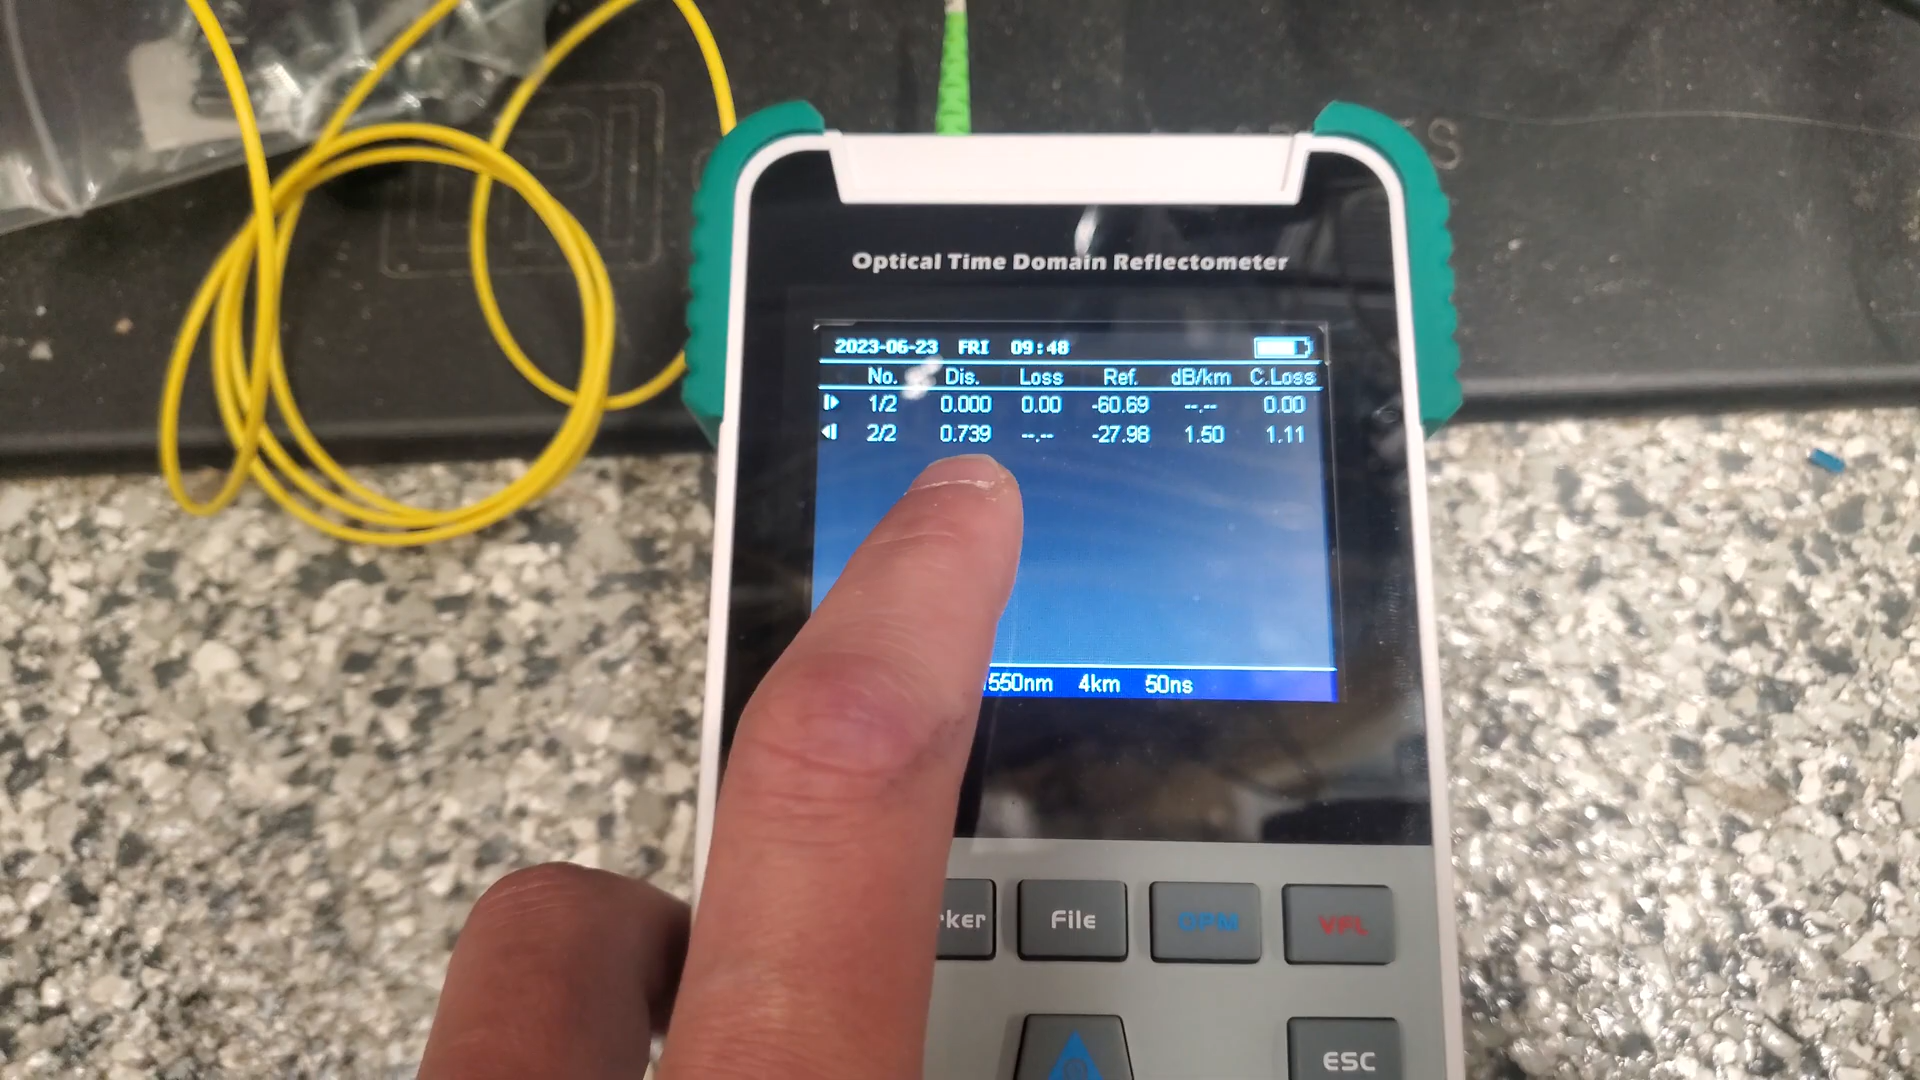 Optical Time Domain Reflectometer
2023-06-23 FRI 09:48
No. Dis. Loss Ref. dB/km C.Loss
1/2 0.000 0.00 -60.69 --.-- 0.00
2/2 0.739 --.-- -27.98 1.50 1.11
550nm 4km 50ns
rker File OPM VFL
ESC